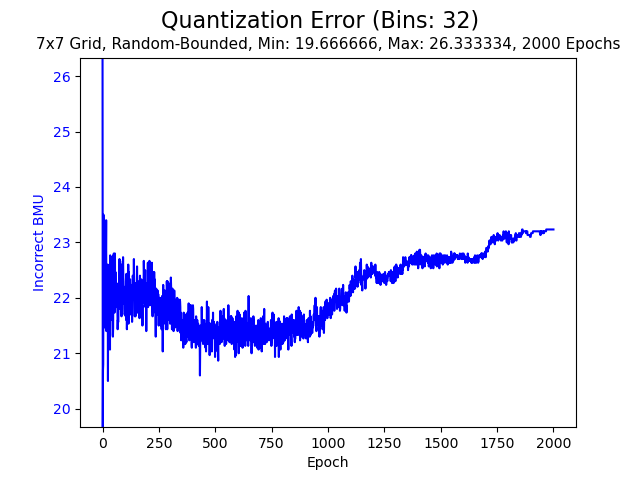 Quantization Error (Bins: 32)
7x7 Grid, Random-Bounded, Min: 19.666666, Max: 26.333334, 2000 Epochs
26
25
24
23
22
21
20
Incorrect BMU
0 250 500 750 1000 1250 1500 1750 2000
Epoch